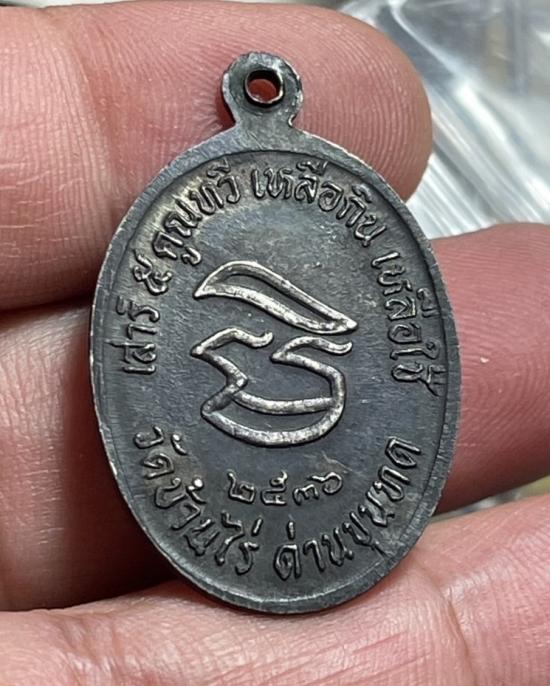 เสาร์ ๕ คูณทวี เหลือกิน เหลือใช้
๒๕๓๖
วัดบ้านไร่ ด่านขุนทด